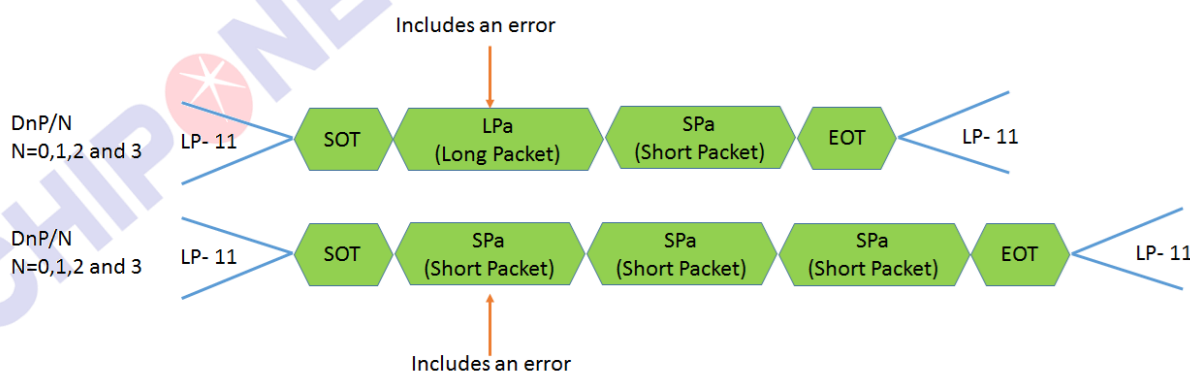 CHIPONE
Includes an error
DnP/N
N=0,1,2 and 3
LP- 11
SOT
LPa
(Long Packet)
SPa
(Short Packet)
EOT
LP- 11
DnP/N
N=0,1,2 and 3
LP- 11
SOT
SPa
(Short Packet)
SPa
(Short Packet)
SPa
(Short Packet)
EOT
LP- 11
Includes an error